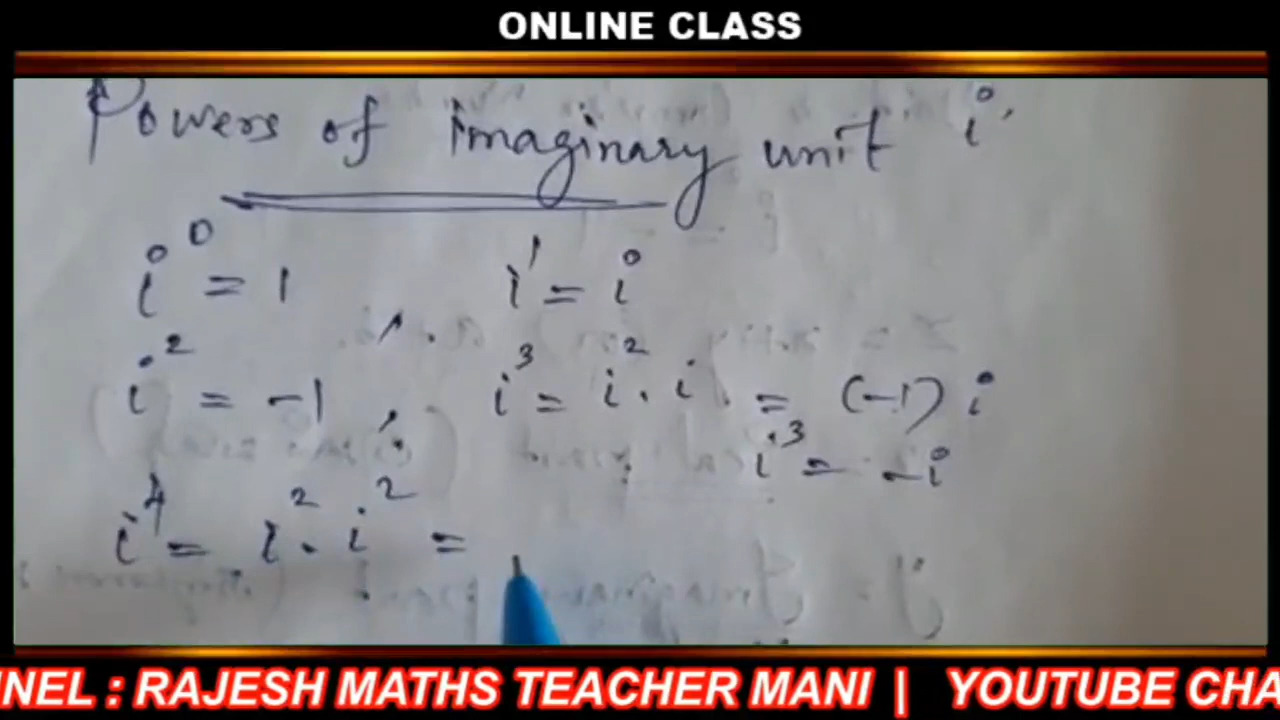 ONLINE CLASS
Powers of imaginary unit i
i⁰ = 1    i¹ = i
i² = -1    i³ = i² . i = (-1) i
i³ = -i
i⁴ = i² . i² =
NNEL : RAJESH MATHS TEACHER MANI | YOUTUBE CHA